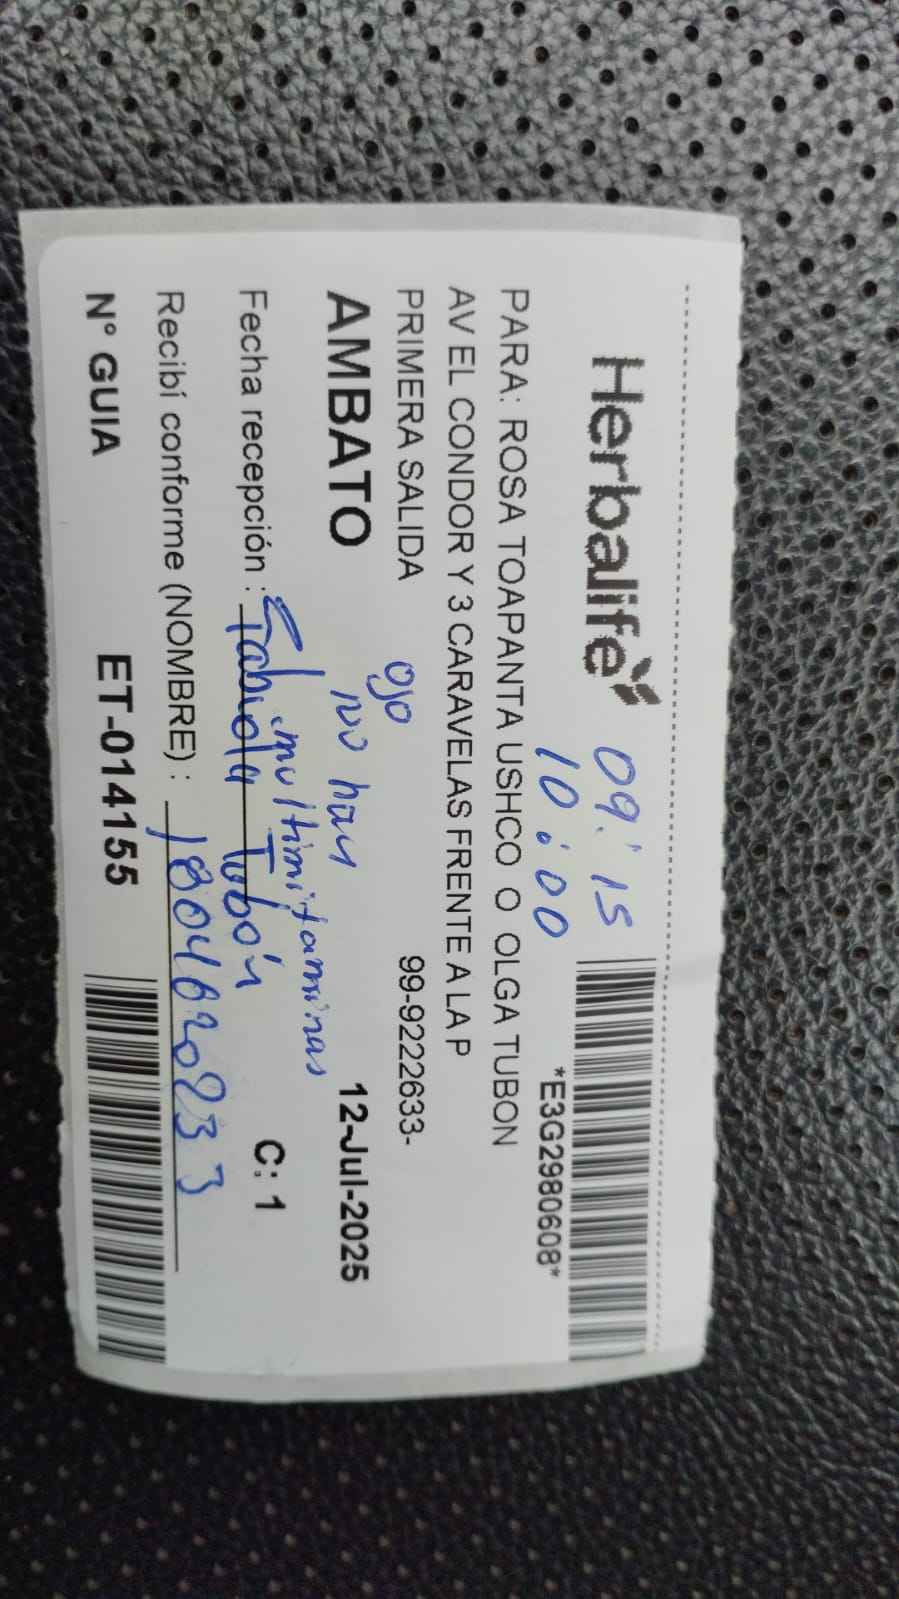 Herbalife
09:15
10:00
*E3G2980608*
PARA: ROSA TOAPANTA USHCO O OLGA TUBON
AV EL CONDOR Y 3 CARAVELAS FRENTE A LA P
PRIMERA SALIDA 99-9222633-
ojo
AMBATO no hay 12-Jul-2025
multimitaminas
Fecha recepción : Fabiola Tubón C: 1
Recibí conforme (NOMBRE) :
N° GUIA ET-014155